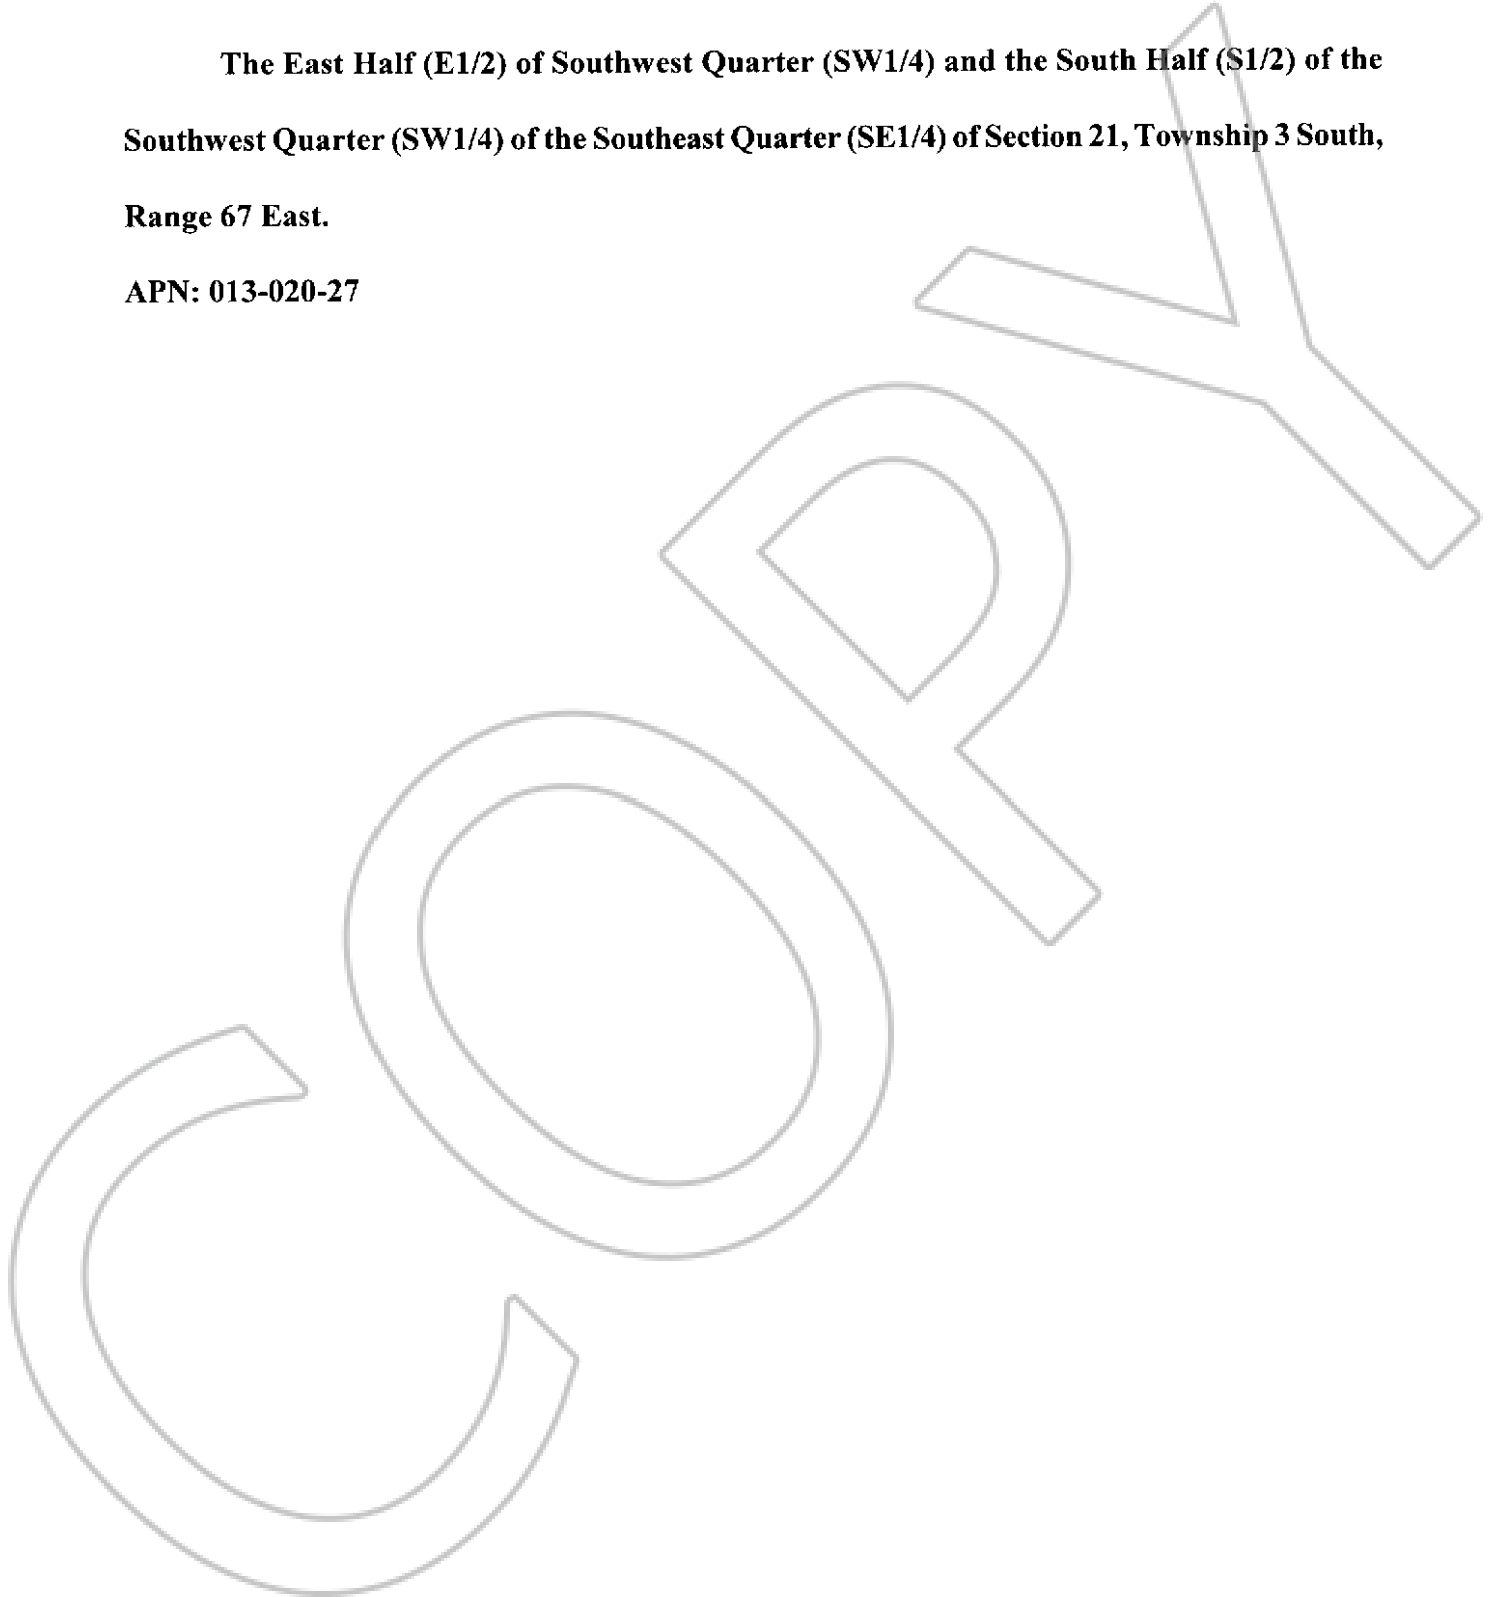 The East Half (E1/2) of Southwest Quarter (SW1/4) and the South Half (S1/2) of the
Southwest Quarter (SW1/4) of the Southeast Quarter (SE1/4) of Section 21, Township 3 South,
Range 67 East.
APN: 013-020-27
COPY